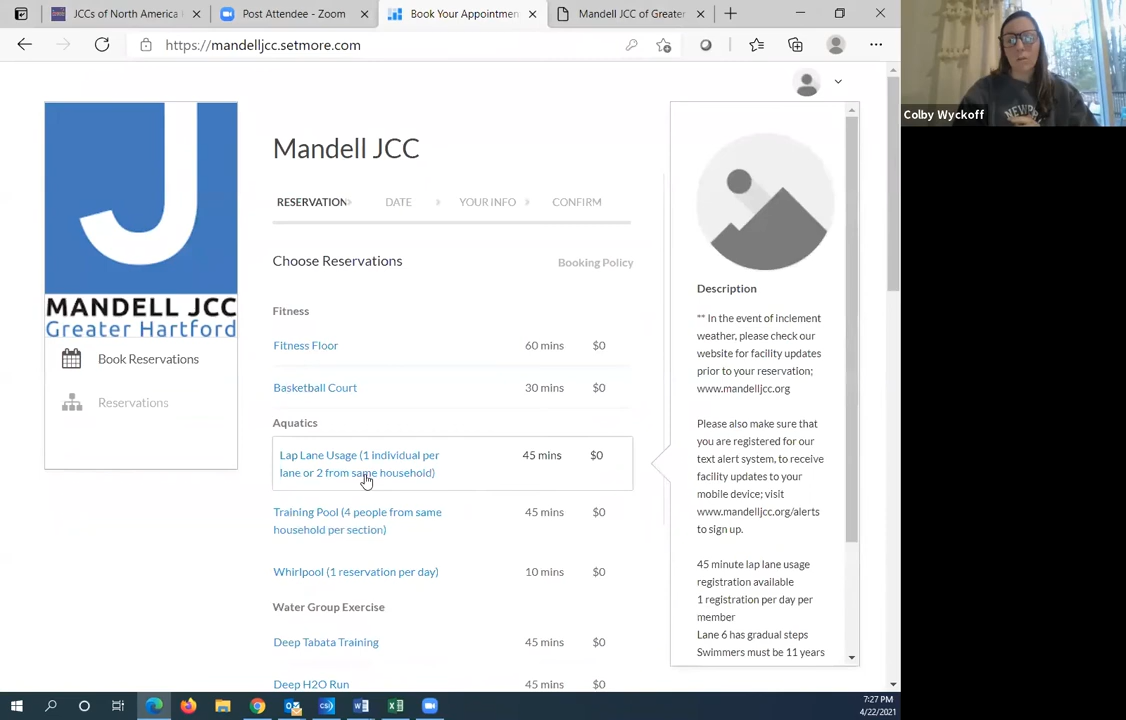 JCCs of North America
Post Attendee - Zoom
Book Your Appointmen
Mandell JCC of Greater
https://mandelljcc.setmore.com
Colby Wyckoff
MANDELL JCC
Greater Hartford
Book Reservations
Reservations
Mandell JCC
RESERVATION
DATE
YOUR INFO
CONFIRM
Choose Reservations
Booking Policy
Fitness
Fitness Floor 60 mins $0
Basketball Court 30 mins $0
Aquatics
Lap Lane Usage (1 individual per 45 mins $0
lane or 2 from same household)
Training Pool (4 people from same 45 mins $0
household per section)
Whirlpool (1 reservation per day) 10 mins $0
Water Group Exercise
Deep Tabata Training 45 mins $0
Deep H2O Run 45 mins $0
Description
** In the event of inclement
weather, please check our
website for facility updates
prior to your reservation;
www.mandelljcc.org
Please also make sure that
you are registered for our
text alert system, to receive
facility updates to your
mobile device; visit
www.mandelljcc.org/alerts
to sign up.
45 minute lap lane usage
registration available
1 registration per day per
member
Lane 6 has gradual steps
Swimmers must be 11 years
7:27 PM
4/22/2021